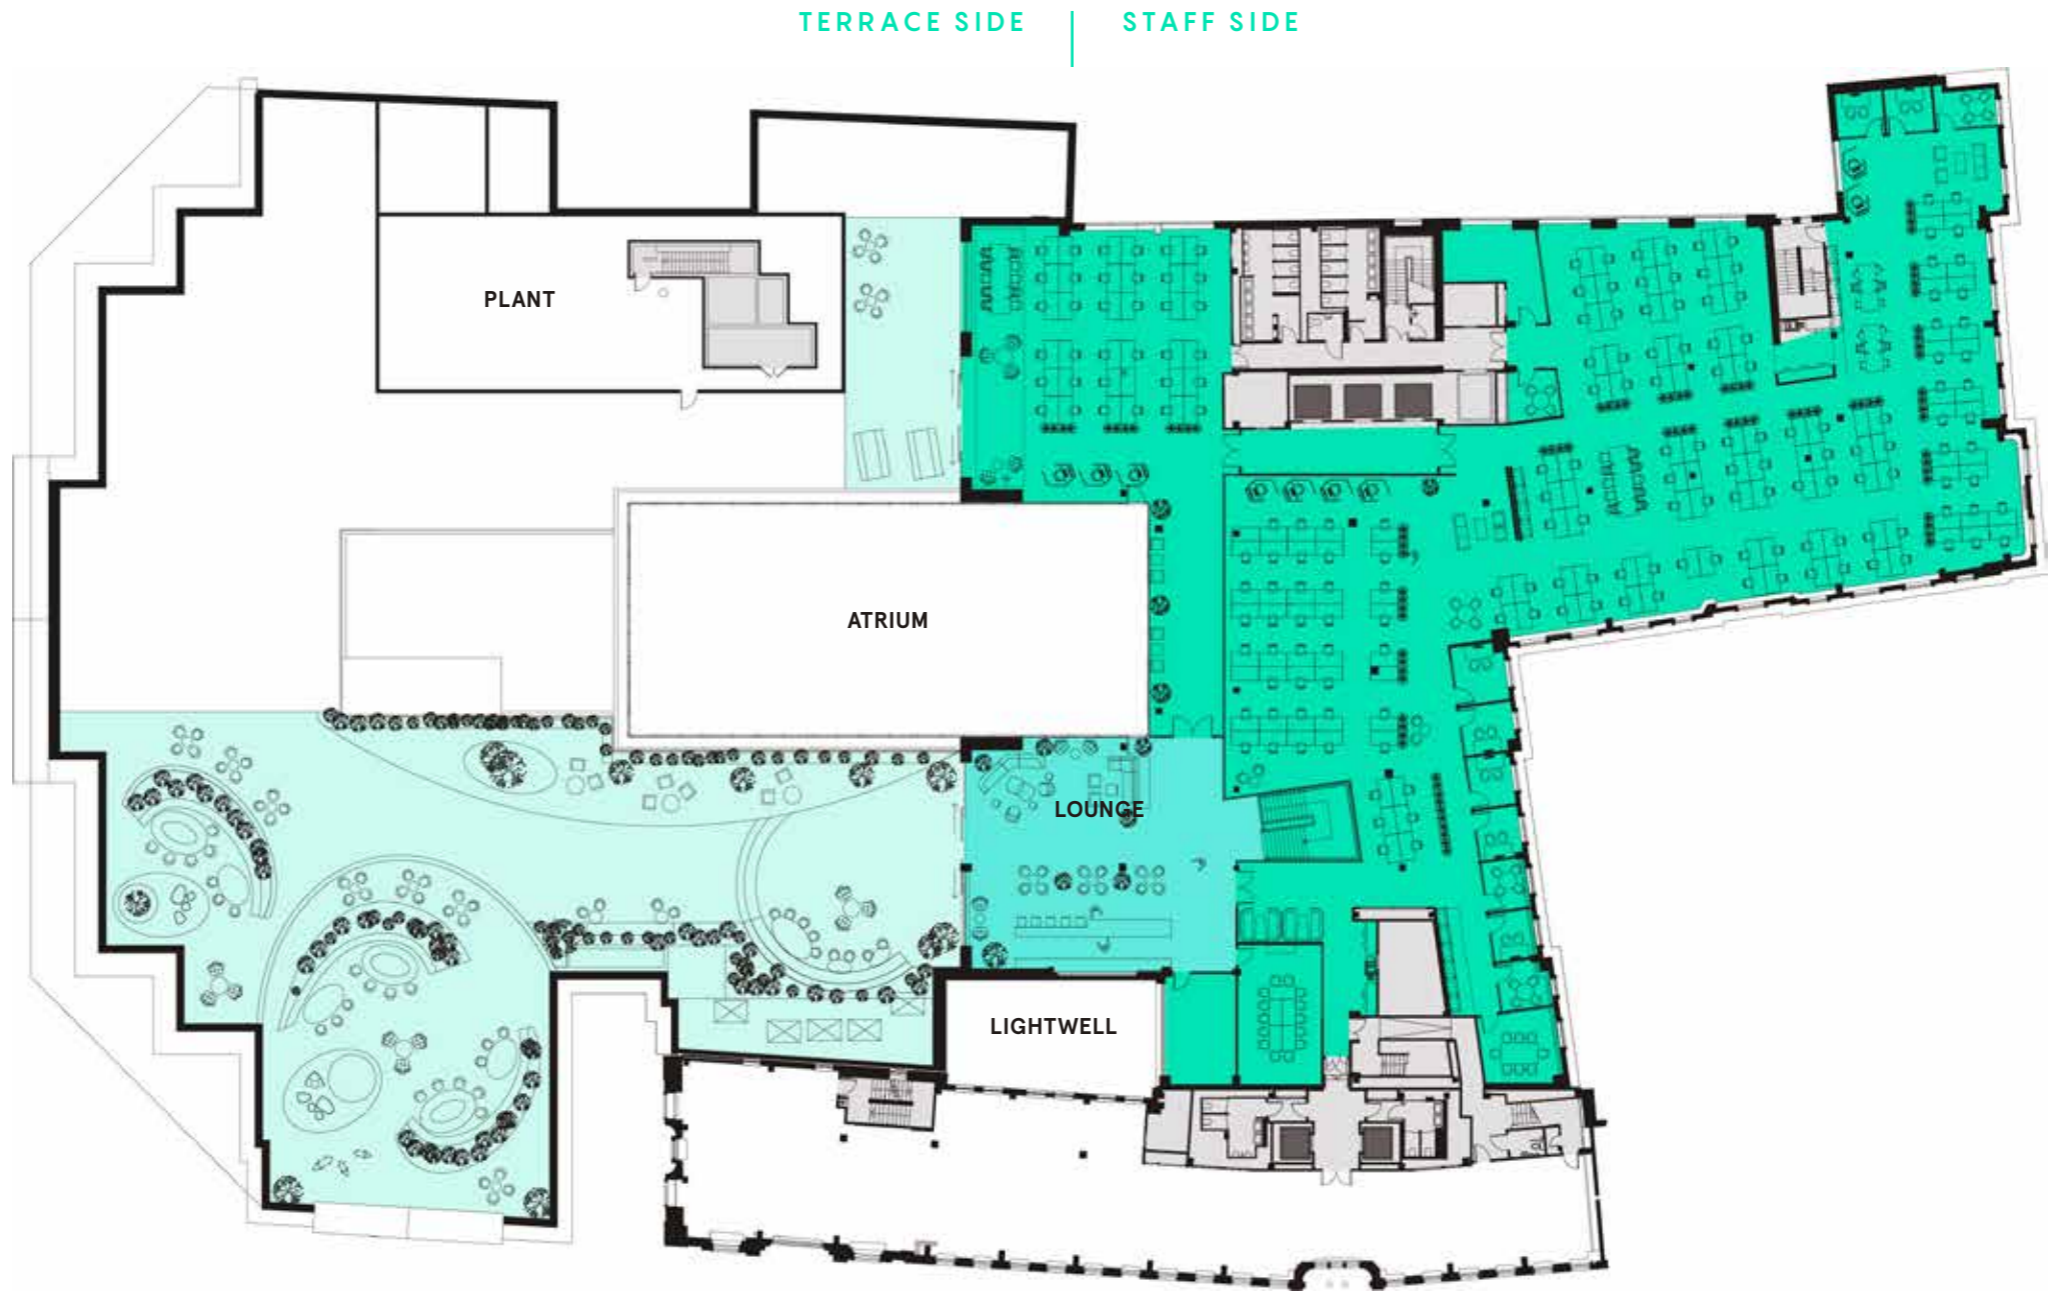 TERRACE SIDE
STAFF SIDE
PLANT
ATRIUM
LOUNGE
LIGHTWELL